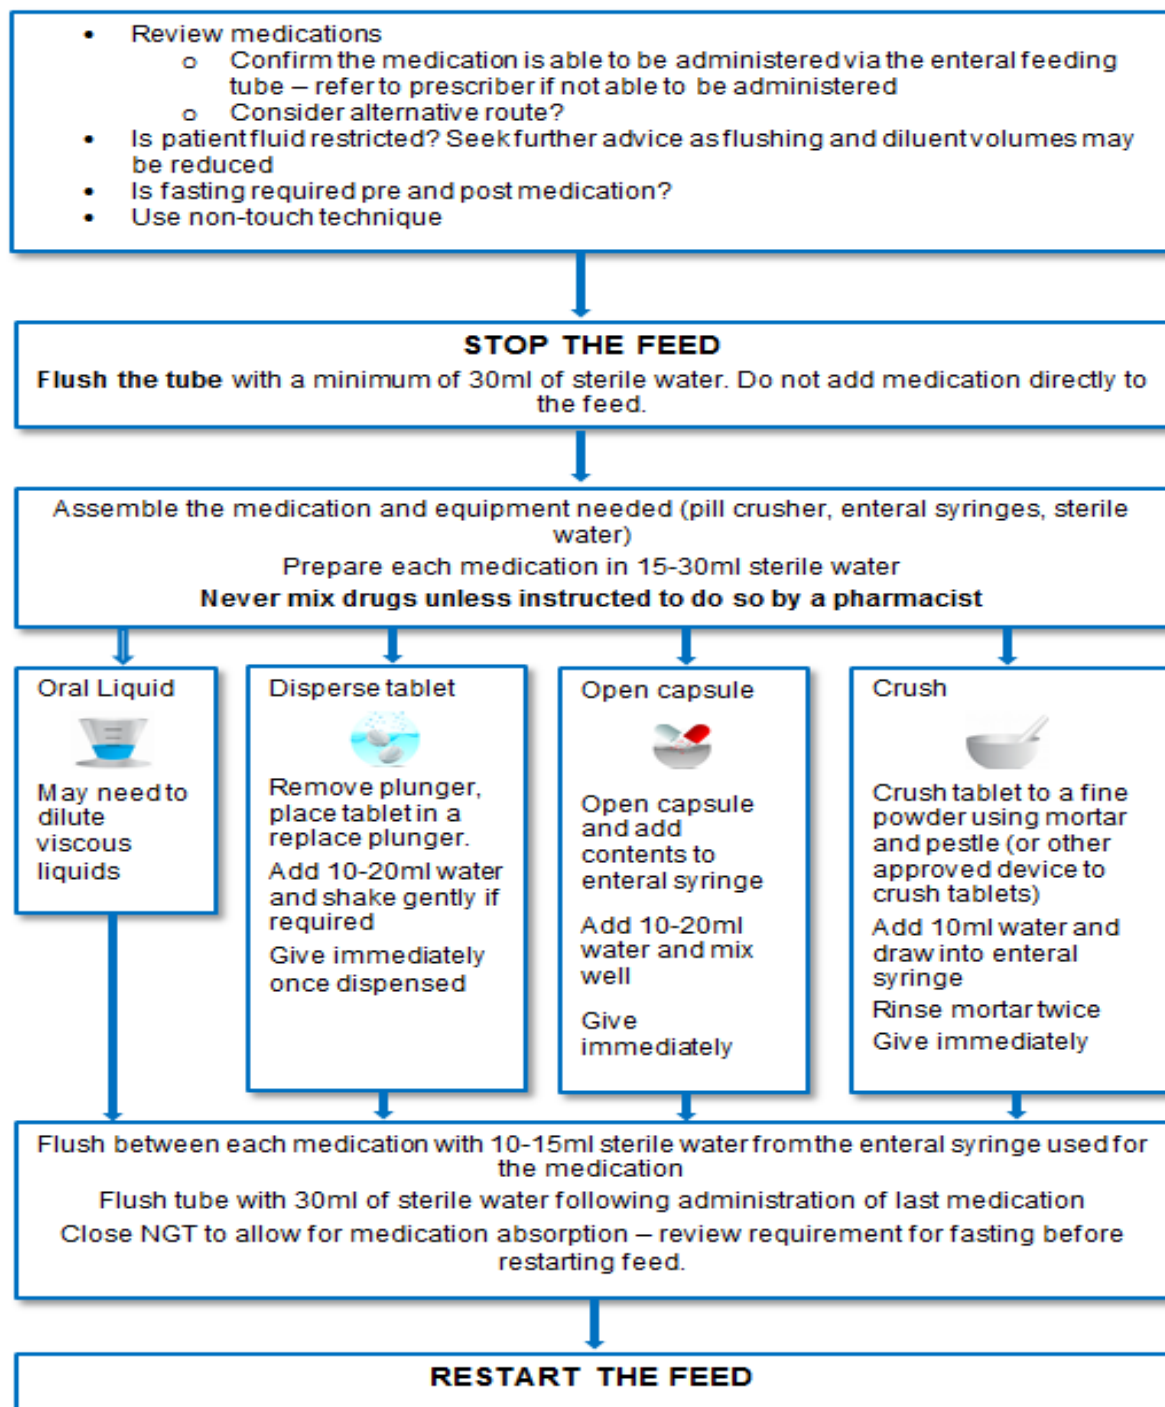 • Review medications
o Confirm the medication is able to be administered via the enteral feeding
tube – refer to prescriber if not able to be administered
o Consider alternative route?
• Is patient fluid restricted? Seek further advice as flushing and diluent volumes may
be reduced
• Is fasting required pre and post medication?
• Use non-touch technique
STOP THE FEED
Flush the tube with a minimum of 30ml of sterile water. Do not add medication directly to
the feed.
Assemble the medication and equipment needed (pill crusher, enteral syringes, sterile
water)
Prepare each medication in 15-30ml sterile water
Never mix drugs unless instructed to do so by a pharmacist
Oral Liquid
May need to
dilute
viscous
liquids
Disperse tablet
Remove plunger,
place tablet in a
replace plunger.
Add 10-20ml water
and shake gently if
required
Give immediately
once dispensed
Open capsule
Open capsule
and add
contents to
enteral syringe
Add 10-20ml
water and mix
well
Give
immediately
Crush
Crush tablet to a fine
powder using mortar
and pestle (or other
approved device to
crush tablets)
Add 10ml water and
draw into enteral
syringe
Rinse mortar twice
Give immediately
Flush between each medication with 10-15ml sterile water from the enteral syringe used for
the medication
Flush tube with 30ml of sterile water following administration of last medication
Close NGT to allow for medication absorption – review requirement for fasting before
restarting feed.
RESTART THE FEED